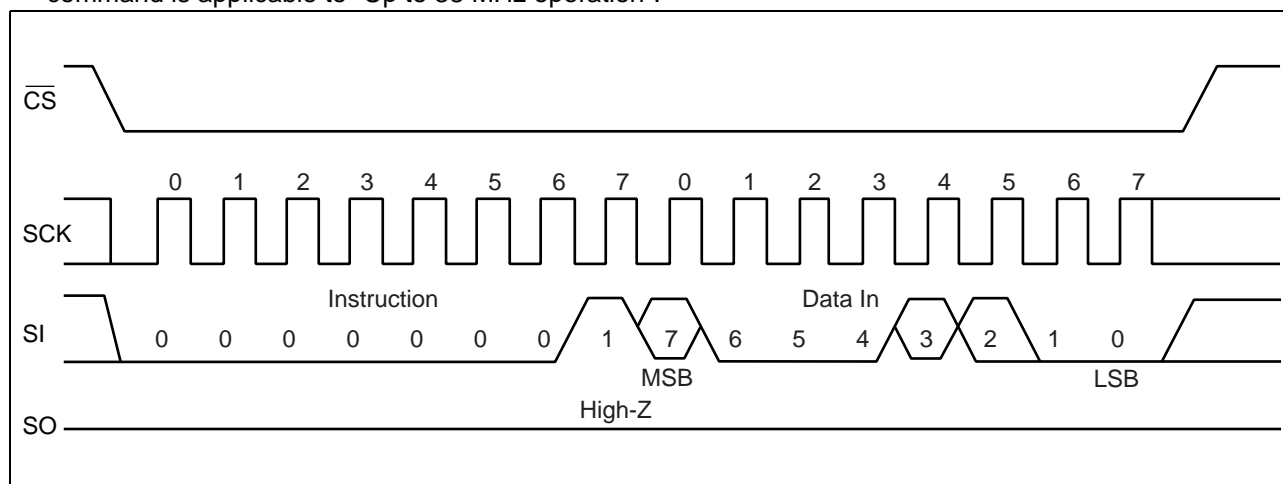 command is applicable to "Up to 33 MHz operation".
CS
0 1 2 3 4 5 6 7 0 1 2 3 4 5 6 7
SCK
Instruction Data In
SI 0 0 0 0 0 0 0 1 7 6 5 4 3 2 1 0
MSB LSB
High-Z
SO